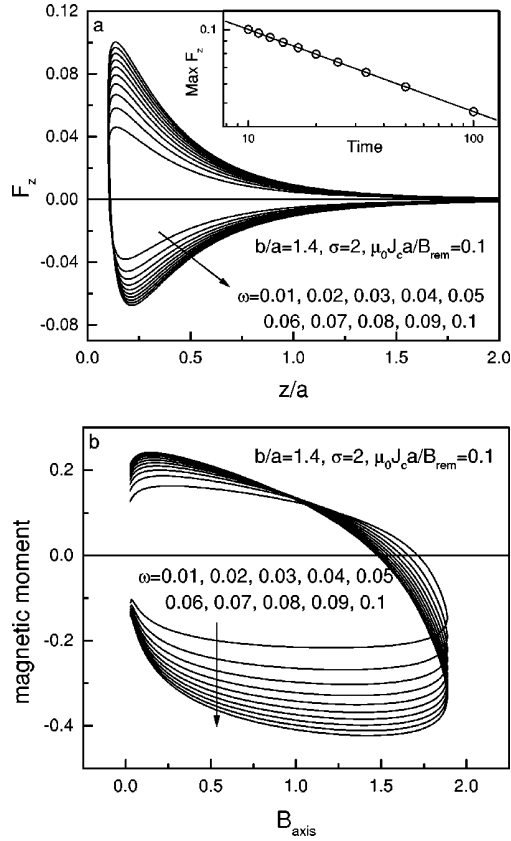 a
0.12
0.08
0.04
0.00
-0.04
-0.08
F_z
0.1
Max F_z
10
100
Time
b/a=1.4, σ=2, μ₀J_c a/B_rem=0.1
ω=0.01, 0.02, 0.03, 0.04, 0.05
0.06, 0.07, 0.08, 0.09, 0.1
0.0
0.5
1.0
1.5
2.0
z/a
b
0.2
0.0
-0.2
-0.4
magnetic moment
b/a=1.4, σ=2, μ₀J_c a/B_rem=0.1
ω=0.01, 0.02, 0.03, 0.04, 0.05
0.06, 0.07, 0.08, 0.09, 0.1
0.0
0.5
1.0
1.5
2.0
B_axis